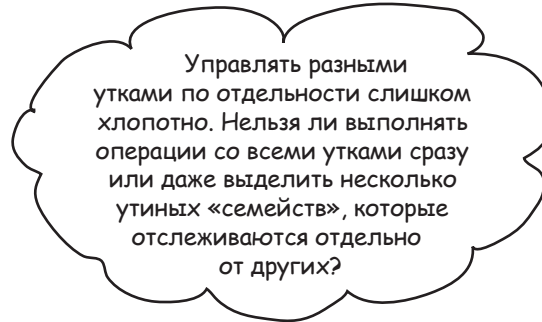 Управлять разными
утками по отдельности слишком
хлопотно. Нельзя ли выполнять
операции со всеми утками сразу
или даже выделить несколько
утиных «семейств», которые
отслеживаются отдельно
от других?